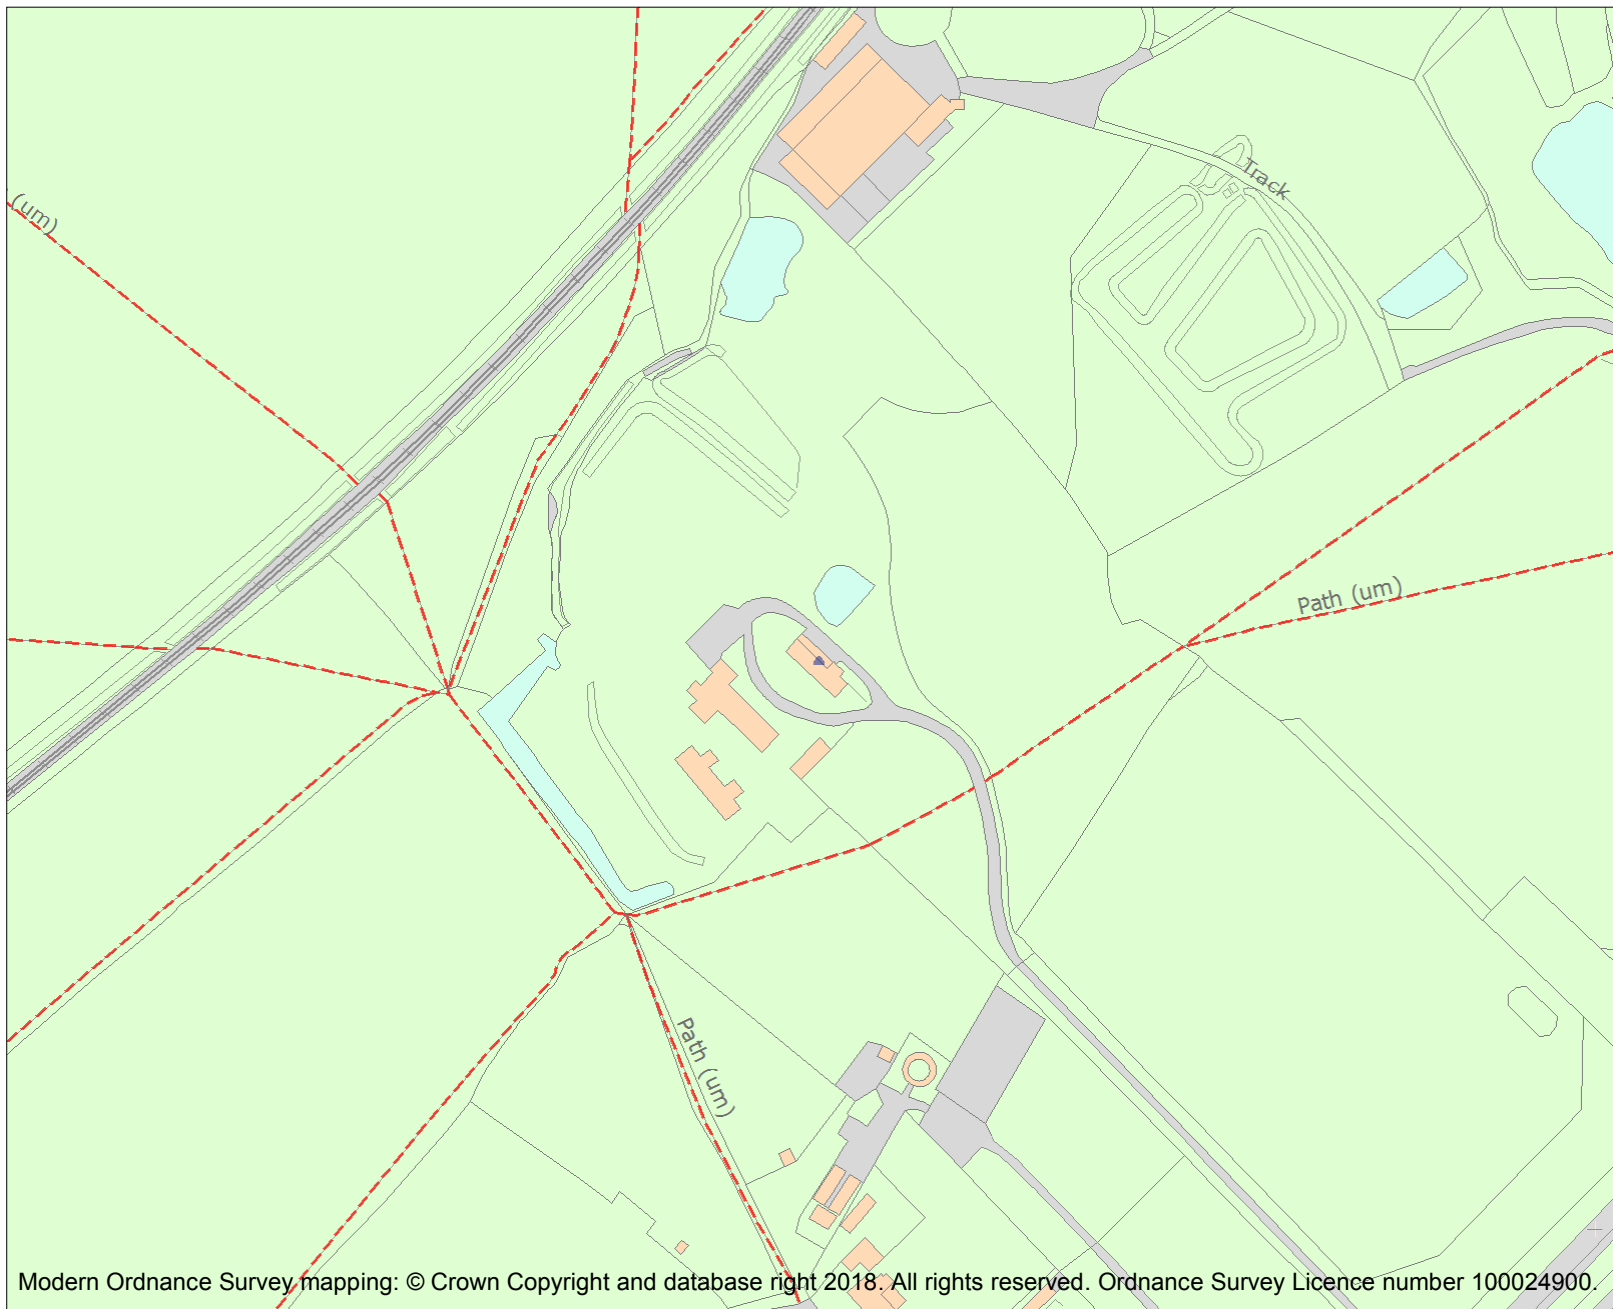 Track
(um)
Path (um)
Path (um)
Modern Ordnance Survey mapping: © Crown Copyright and database right 2018. All rights reserved. Ordnance Survey Licence number 100024900.